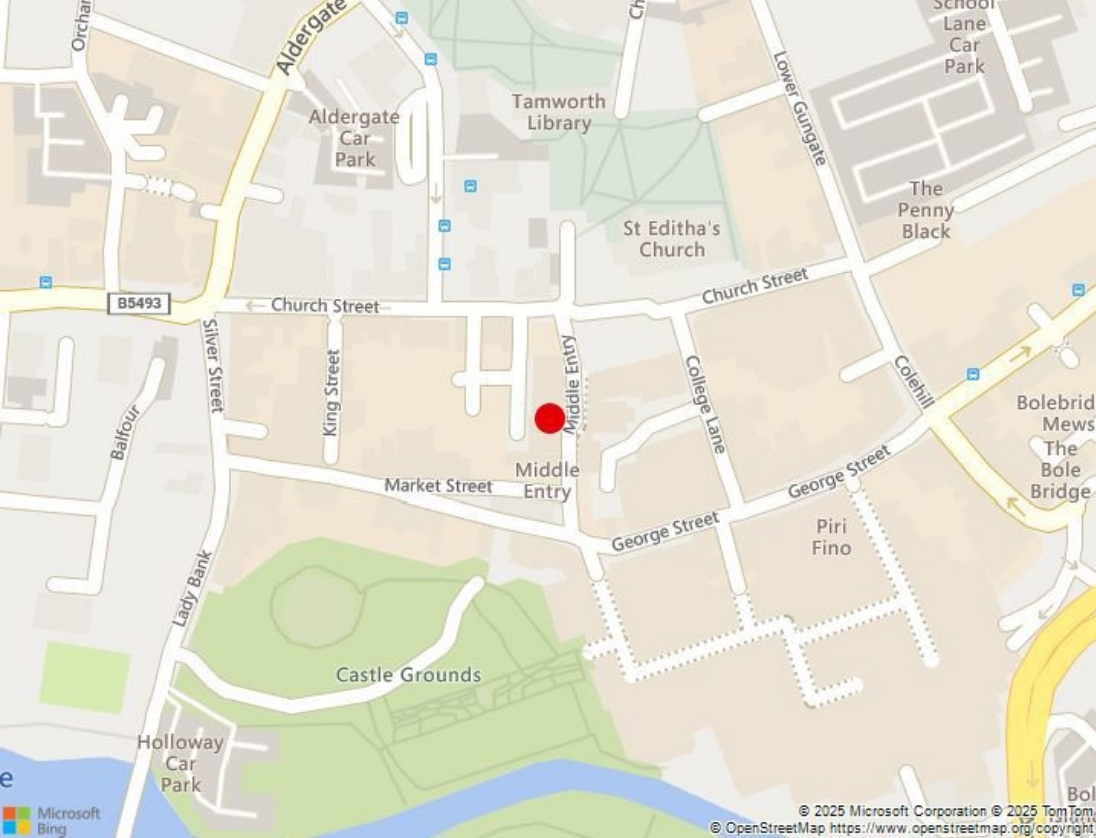 School
Lane
Car
Park
Aldergate
Lower Gungate
Aldergate
Car
Park
Tamworth
Library
The
Penny
Black
St Editha's
Church
B5493
Church Street
Church Street
Silver Street
King Street
Middle Entry
College Lane
Colehill
Balfour
Bolebrid
Mews
The
Bole
Bridge
Middle
Entry
Market Street
George Street
George Street
Piri
Fino
Lady Bank
Castle Grounds
Holloway
Car
Park
e
Microsoft
Bing
© 2025 Microsoft Corporation © 2025 TomTom
© OpenStreetMap https://www.openstreetmap.org/copyright